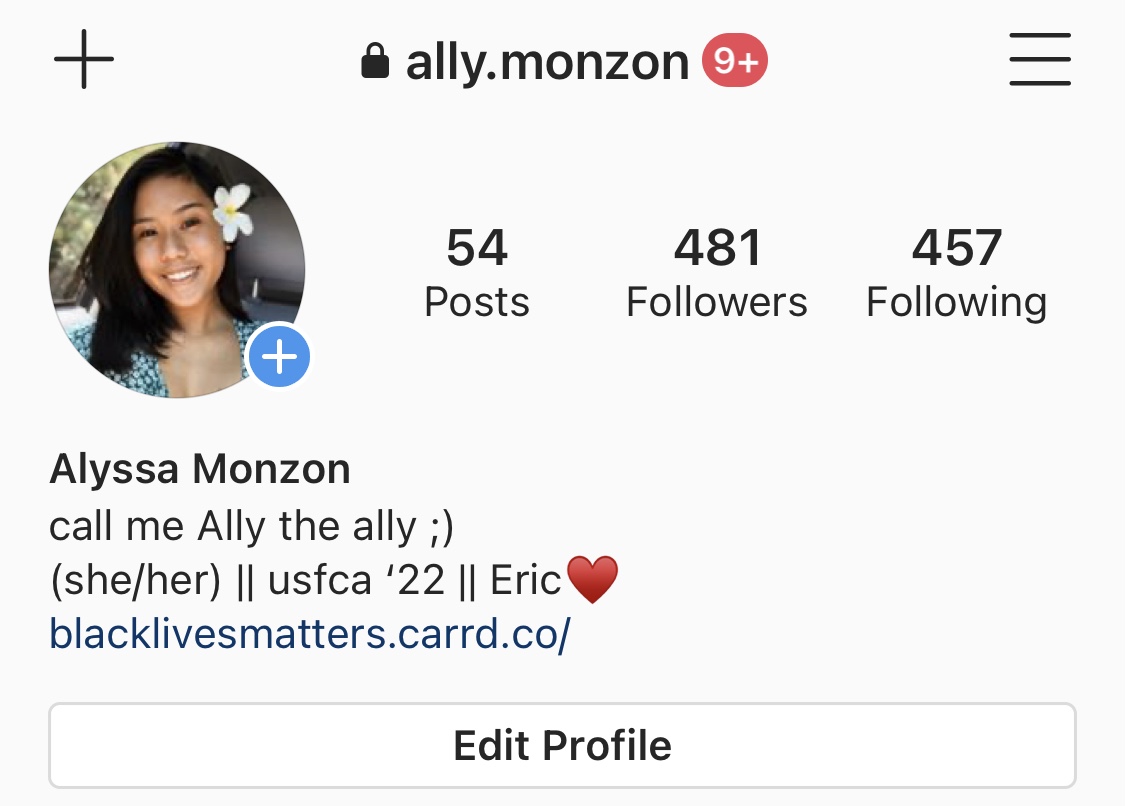 ally.monzon 9+
54 481 457
Posts Followers Following
Alyssa Monzon
call me Ally the ally ;)
(she/her) || usfca ‘22 || Eric♥️
blacklivesmatters.carrd.co/
Edit Profile